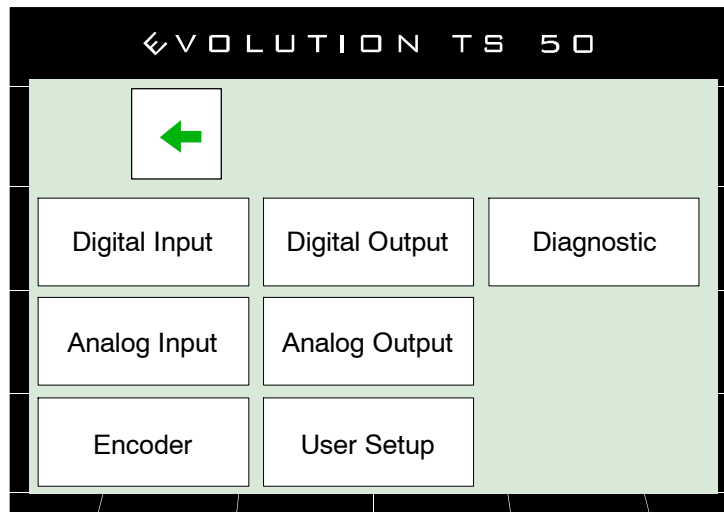 EVOLUTION TS 50
Digital Input
Digital Output
Diagnostic
Analog Input
Analog Output
Encoder
User Setup